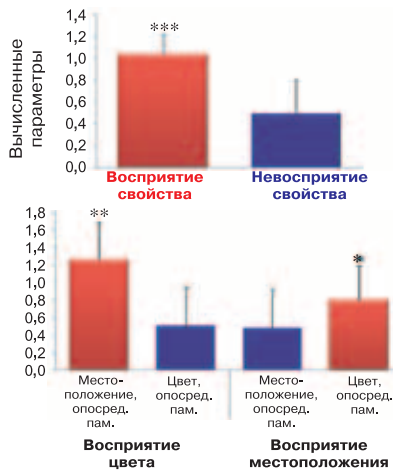 Вычисленные
параметры
1,4
1,2
1,0
0,8
0,6
0,4
0,2
0,0
***
Восприятие
свойства
Невосприятие
свойства
1,8
1,6
1,4
1,2
1,0
0,8
0,6
0,4
0,2
0,0
**
*
Место-
положение,
опосред.
пам.
Цвет,
опосред.
пам.
Место-
положение,
опосред.
пам.
Цвет,
опосред.
пам.
Восприятие
цвета
Восприятие
местоположения